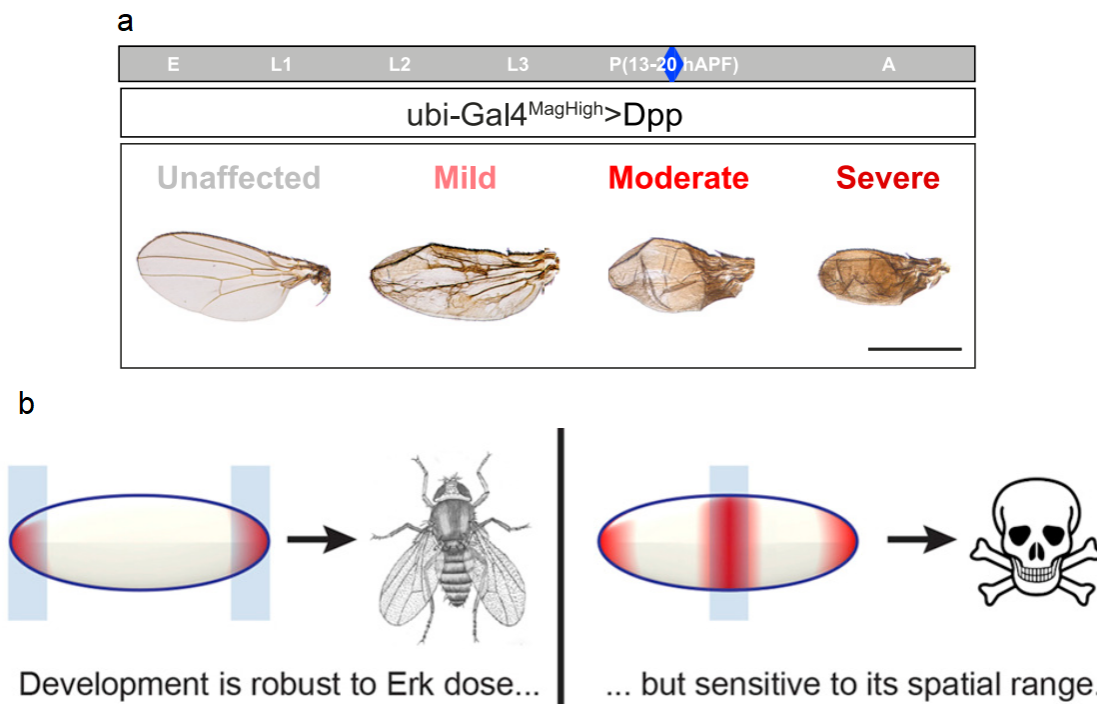 a
E L1 L2 L3 P(13-20 hAPF) A
ubi-Gal4MagHigh>Dpp
Unaffected Mild Moderate Severe
b
Development is robust to Erk dose... ... but sensitive to its spatial range.